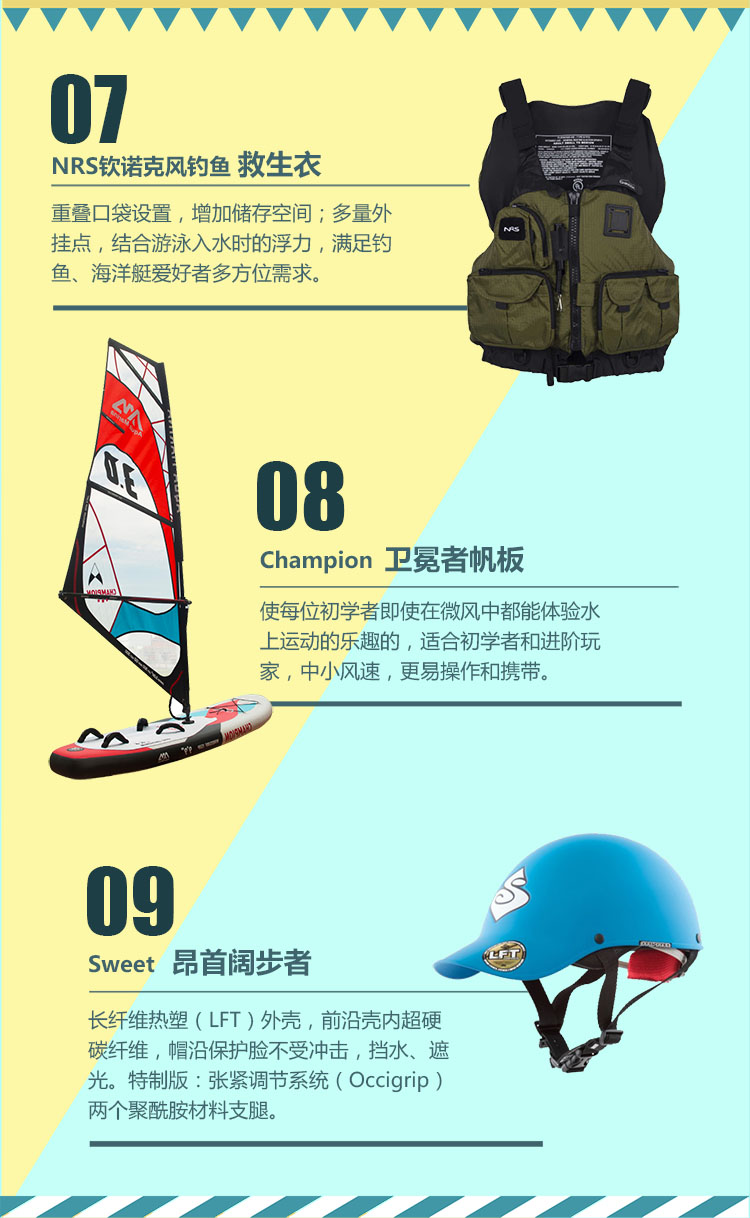 07
NRS钦诺克风钓鱼 救生衣
重叠口袋设置，增加储存空间；多量外
挂点，结合游泳入水时的浮力，满足钓
鱼、海洋艇爱好者多方位需求。
NRS
3.0
CHAMPION
08
Champion 卫冕者帆板
使每位初学者即使在微风中都能体验水
上运动的乐趣的，适合初学者和进阶玩
家，中小风速，更易操作和携带。
CHAMPION
09
Sweet 昂首阔步者
LFT
长纤维热塑（LFT）外壳，前沿壳内超硬
碳纤维，帽沿保护脸不受冲击，挡水、遮
光。特制版：张紧调节系统（Occigrip）
两个聚酰胺材料支腿。